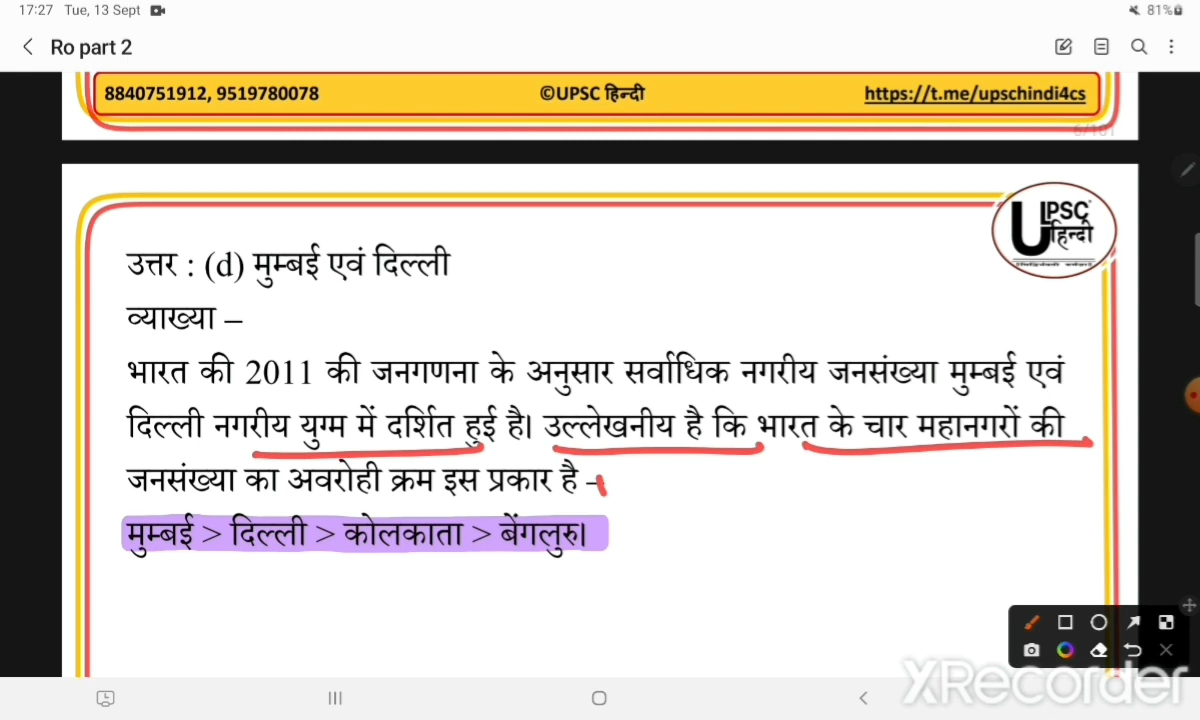 17:27 Tue, 13 Sept
81%
Ro part 2
8840751912, 9519780078 ©UPSC हिन्दी https://t.me/upschindi4cs
6/101
UPSC
हिन्दी
उत्तर : (d) मुम्बई एवं दिल्ली
व्याख्या –
भारत की 2011 की जनगणना के अनुसार सर्वाधिक नगरीय जनसंख्या मुम्बई एवं
दिल्ली नगरीय युग्म में दर्शित हुई है। उल्लेखनीय है कि भारत के चार महानगरों की
जनसंख्या का अवरोही क्रम इस प्रकार है –
मुम्बई > दिल्ली > कोलकाता > बेंगलुरु।
XRecorder